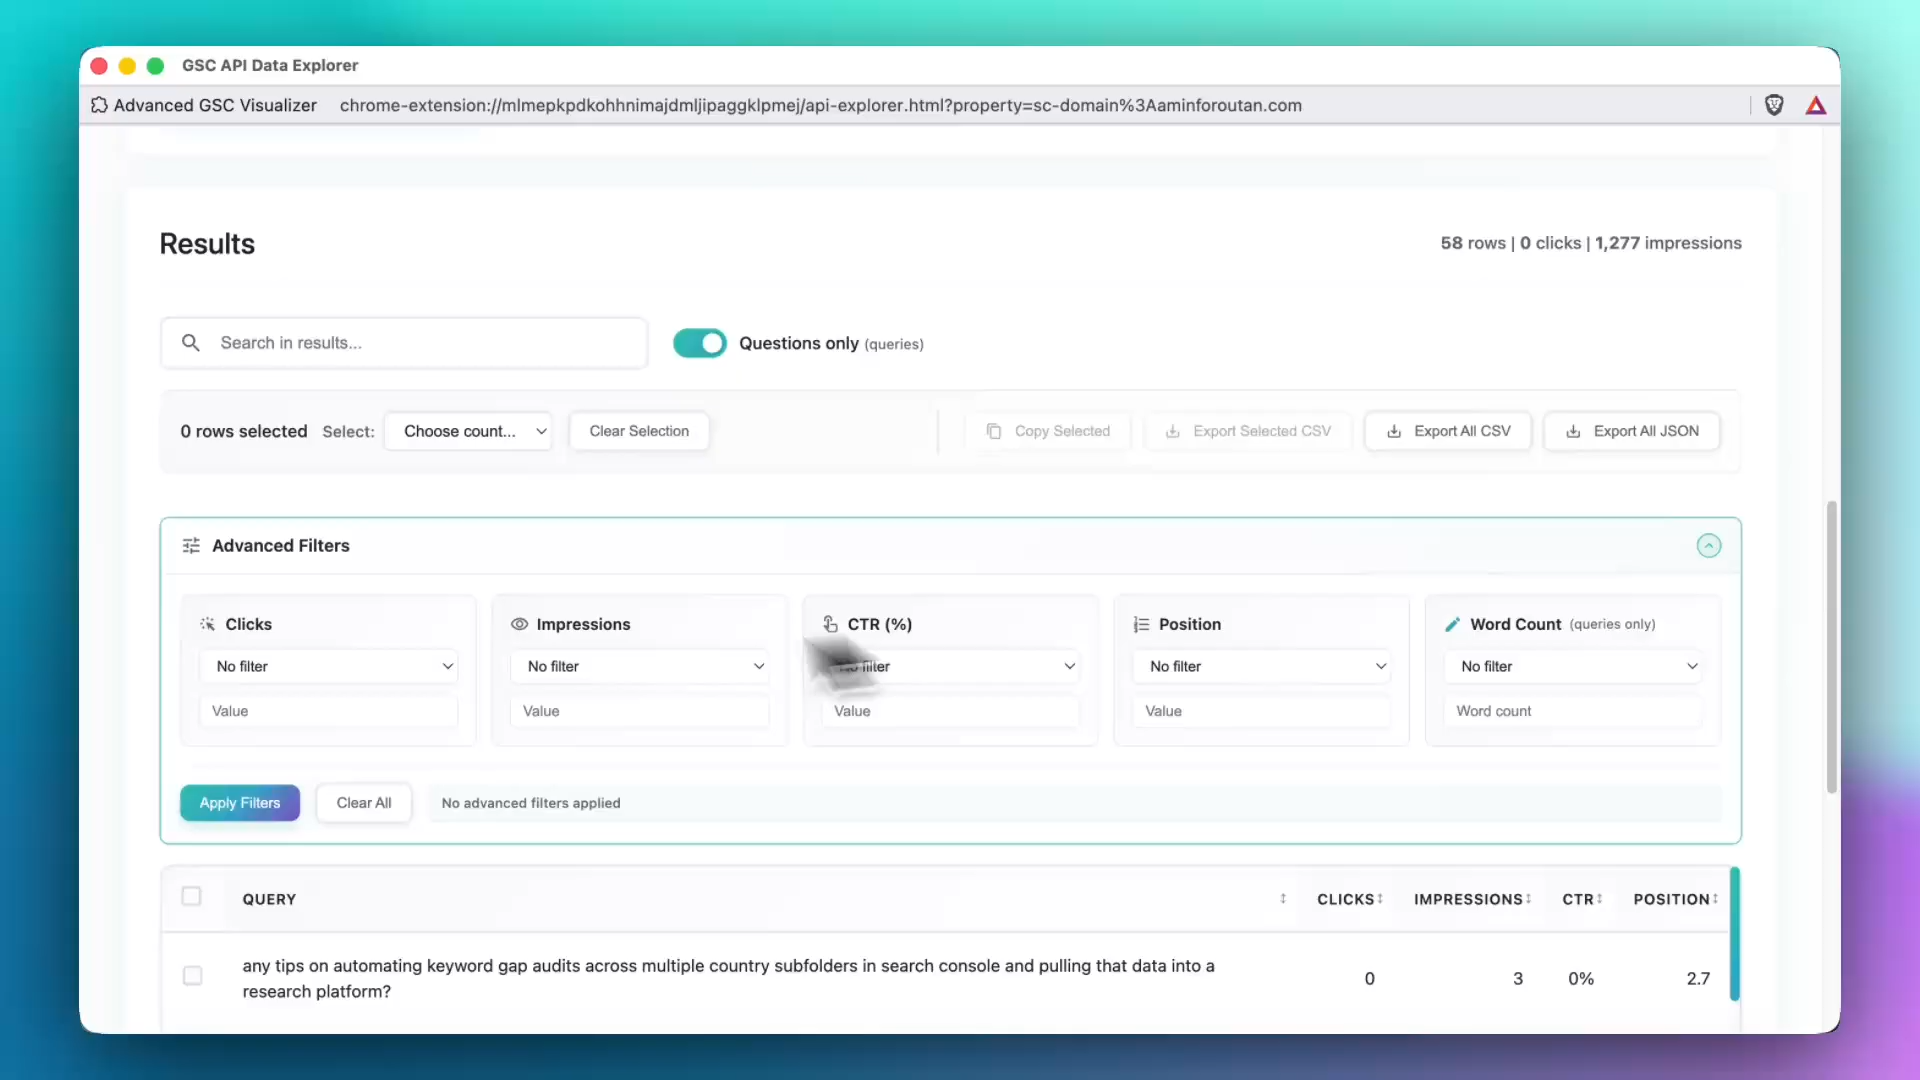 GSC API Data Explorer
Advanced GSC Visualizer chrome-extension://mlmepkpdkohhnimajdmljipaggklpmej/api-explorer.html?property=sc-domain%3Aaminforoutan.com
Results
58 rows | 0 clicks | 1,277 impressions
Search in results...
Questions only (queries)
0 rows selected Select: Choose count... Clear Selection Copy Selected Export Selected CSV Export All CSV Export All JSON
Advanced Filters
Clicks Impressions CTR (%) Position Word Count (queries only)
No filter No filter No filter No filter No filter
Value Value Value Value Word count
Apply Filters Clear All No advanced filters applied
QUERY CLICKS IMPRESSIONS CTR POSITION
any tips on automating keyword gap audits across multiple country subfolders in search console and pulling that data into a
research platform?
0 3 0% 2.7